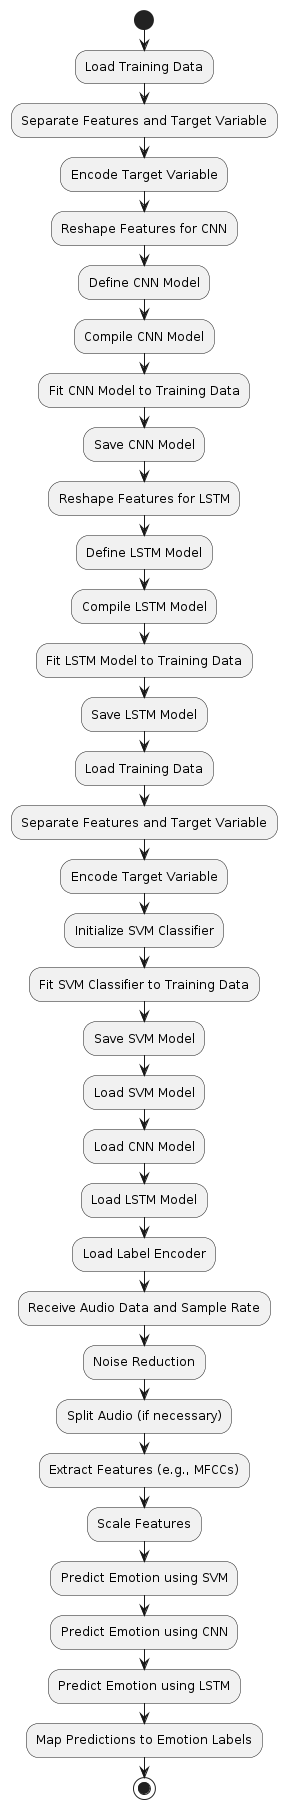 Load Training Data
Separate Features and Target Variable
Encode Target Variable
Reshape Features for CNN
Define CNN Model
Compile CNN Model
Fit CNN Model to Training Data
Save CNN Model
Reshape Features for LSTM
Define LSTM Model
Compile LSTM Model
Fit LSTM Model to Training Data
Save LSTM Model
Load Training Data
Separate Features and Target Variable
Encode Target Variable
Initialize SVM Classifier
Fit SVM Classifier to Training Data
Save SVM Model
Load SVM Model
Load CNN Model
Load LSTM Model
Load Label Encoder
Receive Audio Data and Sample Rate
Noise Reduction
Split Audio (if necessary)
Extract Features (e.g., MFCCs)
Scale Features
Predict Emotion using SVM
Predict Emotion using CNN
Predict Emotion using LSTM
Map Predictions to Emotion Labels